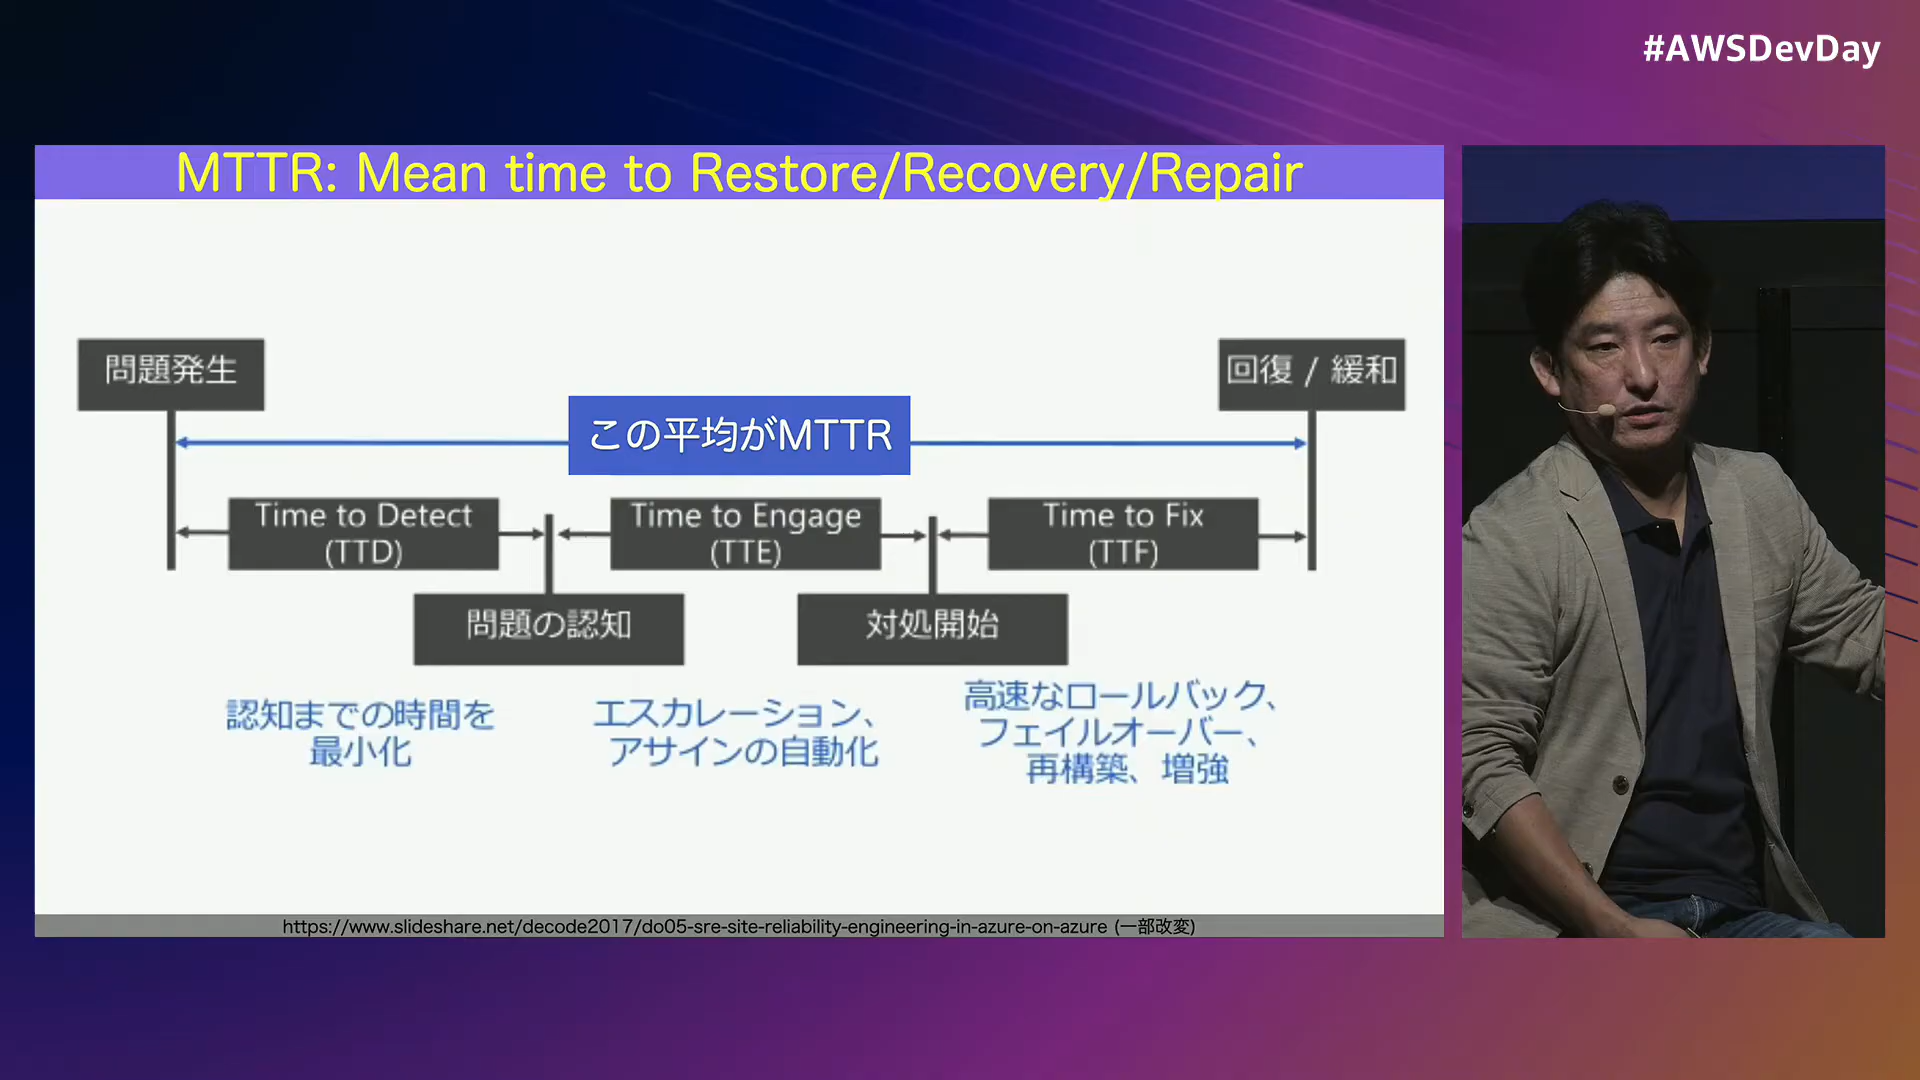 #AWSDevDay
MTTR: Mean time to Restore/Recovery/Repair
問題発生
回復 / 緩和
この平均がMTTR
Time to Detect
(TTD)
Time to Engage
(TTE)
Time to Fix
(TTF)
問題の認知
対処開始
認知までの時間を
最小化
エスカレーション、
アサインの自動化
高速なロールバック、
フェイルオーバー、
再構築、増強
https://www.slideshare.net/decode2017/do05-sre-site-reliability-engineering-in-azure-on-azure (一部改変)